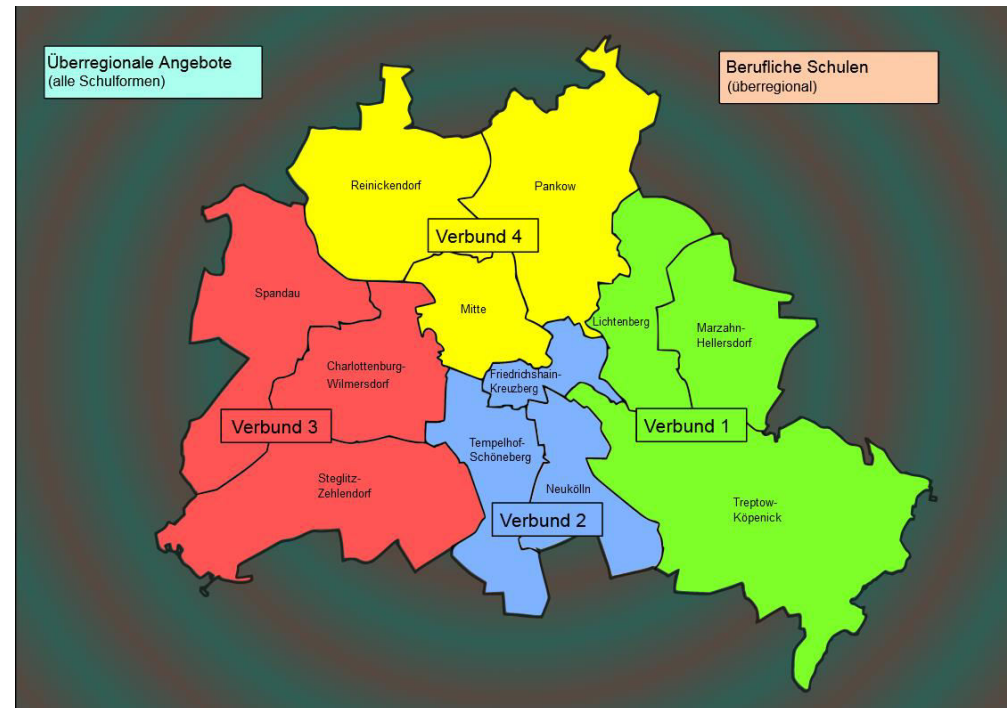 Überregionale Angebote
(alle Schulformen)
Berufliche Schulen
(überregional)
Reinickendorf
Pankow
Verbund 4
Spandau
Mitte
Lichtenberg
Marzahn-
Hellersdorf
Charlottenburg-
Wilmersdorf
Friedrichshain-
Kreuzberg
Verbund 3
Verbund 1
Tempelhof-
Schöneberg
Steglitz-
Zehlendorf
Neukölln
Verbund 2
Treptow-
Köpenick